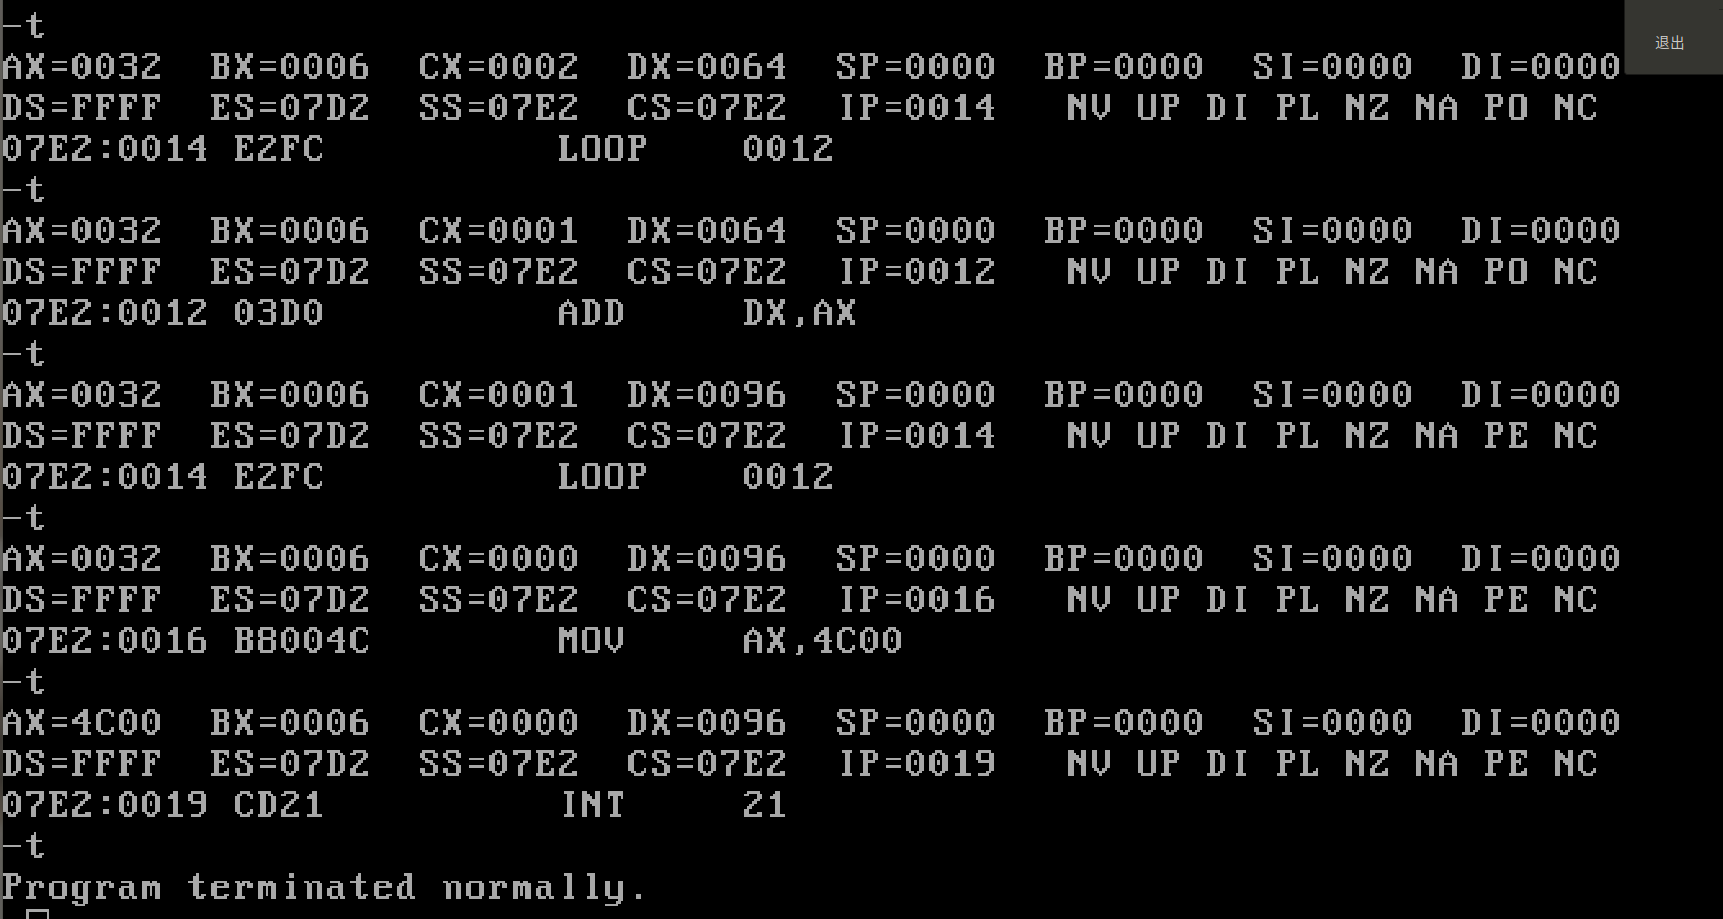 -t
退出
AX=0032  BX=0006  CX=0002  DX=0064  SP=0000  BP=0000  SI=0000  DI=0000
DS=FFFF  ES=07D2  SS=07E2  CS=07E2  IP=0014   NV UP DI PL NZ NA PO NC
07E2:0014 E2FC          LOOP    0012
-t
AX=0032  BX=0006  CX=0001  DX=0064  SP=0000  BP=0000  SI=0000  DI=0000
DS=FFFF  ES=07D2  SS=07E2  CS=07E2  IP=0012   NV UP DI PL NZ NA PO NC
07E2:0012 03D0          ADD     DX,AX
-t
AX=0032  BX=0006  CX=0001  DX=0096  SP=0000  BP=0000  SI=0000  DI=0000
DS=FFFF  ES=07D2  SS=07E2  CS=07E2  IP=0014   NV UP DI PL NZ NA PE NC
07E2:0014 E2FC          LOOP    0012
-t
AX=0032  BX=0006  CX=0000  DX=0096  SP=0000  BP=0000  SI=0000  DI=0000
DS=FFFF  ES=07D2  SS=07E2  CS=07E2  IP=0016   NV UP DI PL NZ NA PE NC
07E2:0016 B8004C        MOV     AX,4C00
-t
AX=4C00  BX=0006  CX=0000  DX=0096  SP=0000  BP=0000  SI=0000  DI=0000
DS=FFFF  ES=07D2  SS=07E2  CS=07E2  IP=0019   NV UP DI PL NZ NA PE NC
07E2:0019 CD21          INT     21
-t
Program terminated normally.